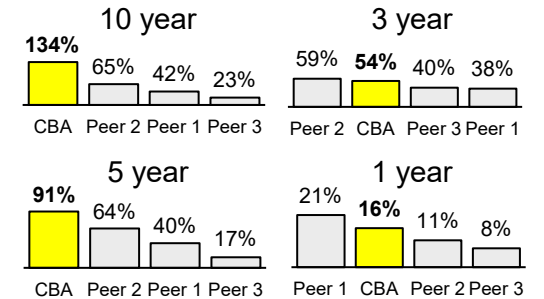 10 year
134%
65%
42%
23%
CBA Peer 2 Peer 1 Peer 3
3 year
59%
54%
40%
38%
Peer 2 CBA Peer 3 Peer 1
5 year
91%
64%
40%
17%
CBA Peer 2 Peer 1 Peer 3
1 year
21%
16%
11%
8%
Peer 1 CBA Peer 2 Peer 3